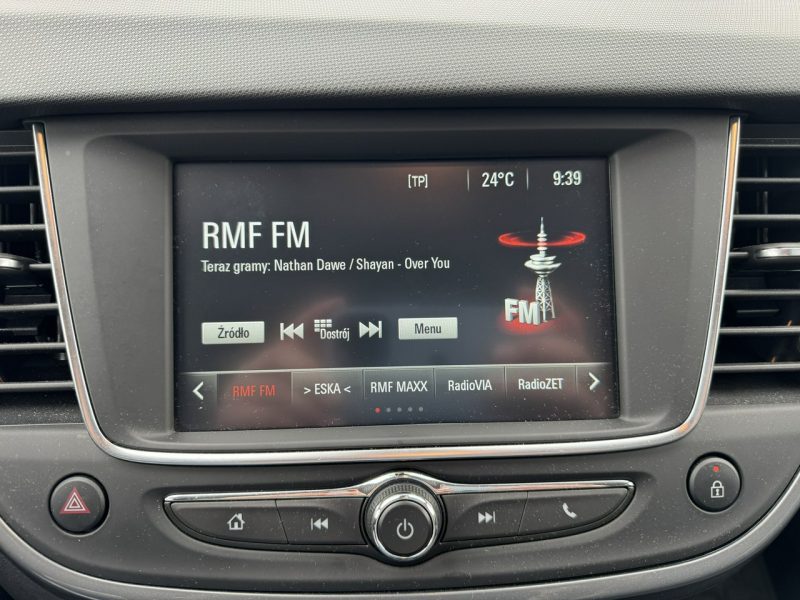 [TP] 24°C 9:39
RMF FM
Teraz gramy: Nathan Dawe / Shayan - Over You
FM
Źródło Dostrój Menu
RMF FM > ESKA < RMF MAXX RadioVIA RadioZET